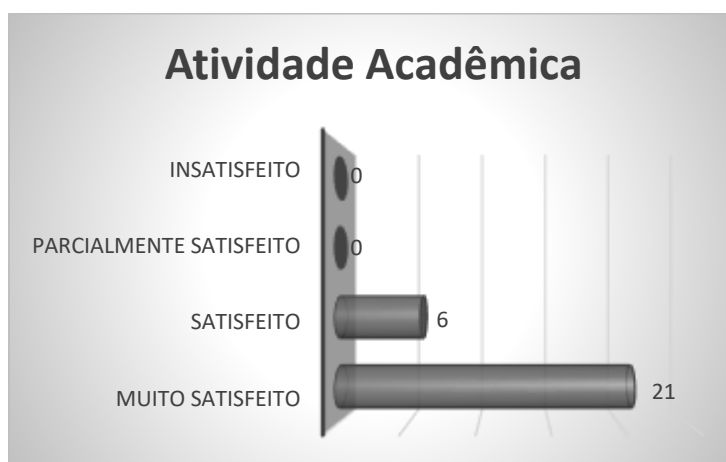 Atividade Acadêmica
INSATISFEITO 0
PARCIALMENTE SATISFEITO 0
SATISFEITO 6
MUITO SATISFEITO 21